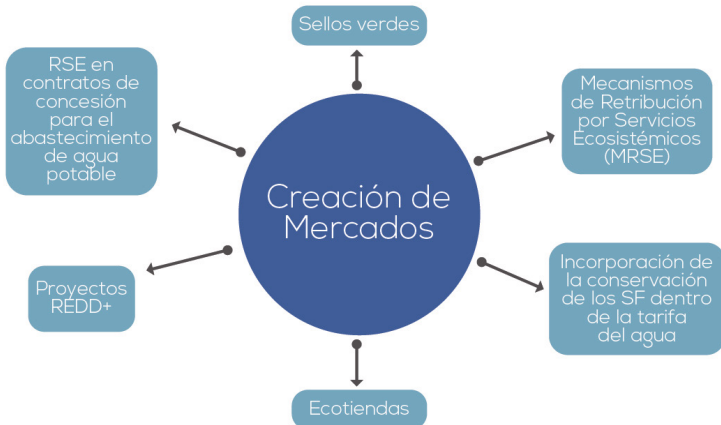 Sellos verdes
RSE en
contratos de
concesión
para el
abastecimiento
de agua
potable
Mecanismos
de Retribución
por Servicios
Ecosistémicos
(MRSE)
Creación de
Mercados
Proyectos
REDD+
Incorporación de
la conservación
de los SF dentro
de la tarifa
del agua
Ecotiendas